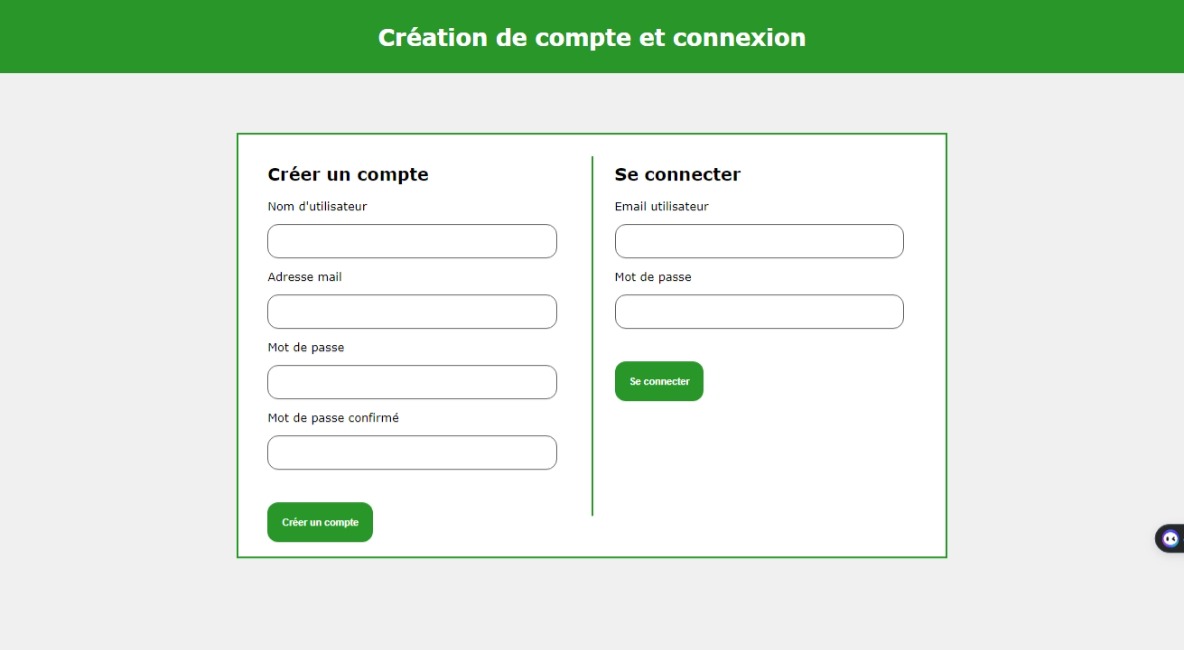 Création de compte et connexion
Créer un compte
Nom d'utilisateur
Adresse mail
Mot de passe
Mot de passe confirmé
Créer un compte
Se connecter
Email utilisateur
Mot de passe
Se connecter